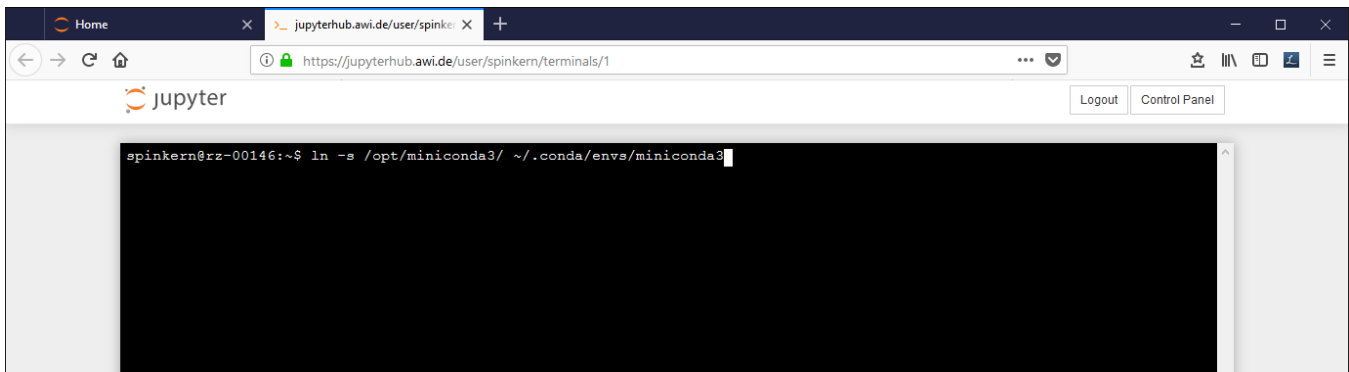 Home
jupyterhub.awi.de/user/spinker
https://jupyterhub.awi.de/user/spinkern/terminals/1
jupyter
Logout
Control Panel
spinkern@rz-00146:~$ ln -s /opt/miniconda3/ ~/.conda/envs/miniconda3